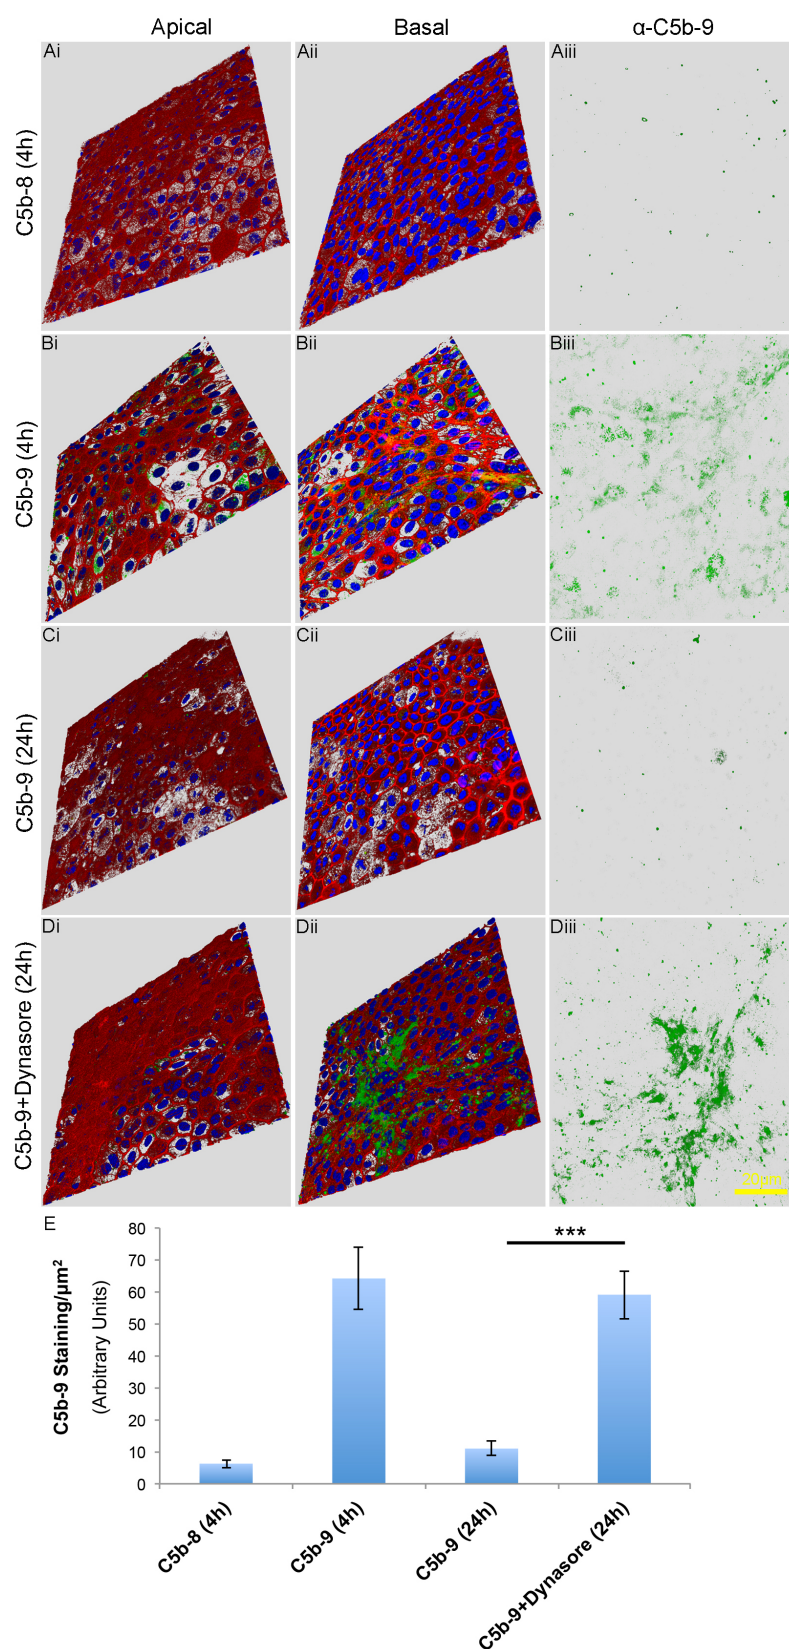 Apical
Basal
α-C5b-9
C5b-8 (4h)
Ai
Aii
Aiii
C5b-9 (4h)
Bi
Bii
Biii
C5b-9 (24h)
Ci
Cii
Ciii
C5b-9+Dynasore (24h)
Di
Dii
Diii
20µm
E
C5b-9 Staining/µm²
(Arbitrary Units)
80
70
60
50
40
30
20
10
0
***
C5b-8 (4h)
C5b-9 (4h)
C5b-9 (24h)
C5b-9+Dynasore (24h)